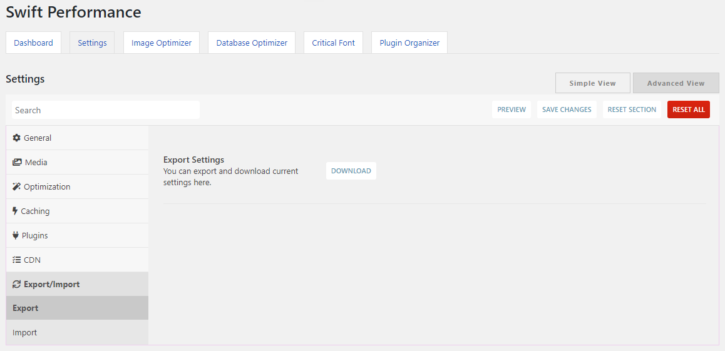 Swift Performance
Dashboard Settings Image Optimizer Database Optimizer Critical Font Plugin Organizer
Settings
Simple View Advanced View
Search
PREVIEW SAVE CHANGES RESET SECTION RESET ALL
General
Media
Optimization
Caching
Plugins
CDN
Export/Import
Export
Import
Export Settings
You can export and download current
settings here.
DOWNLOAD